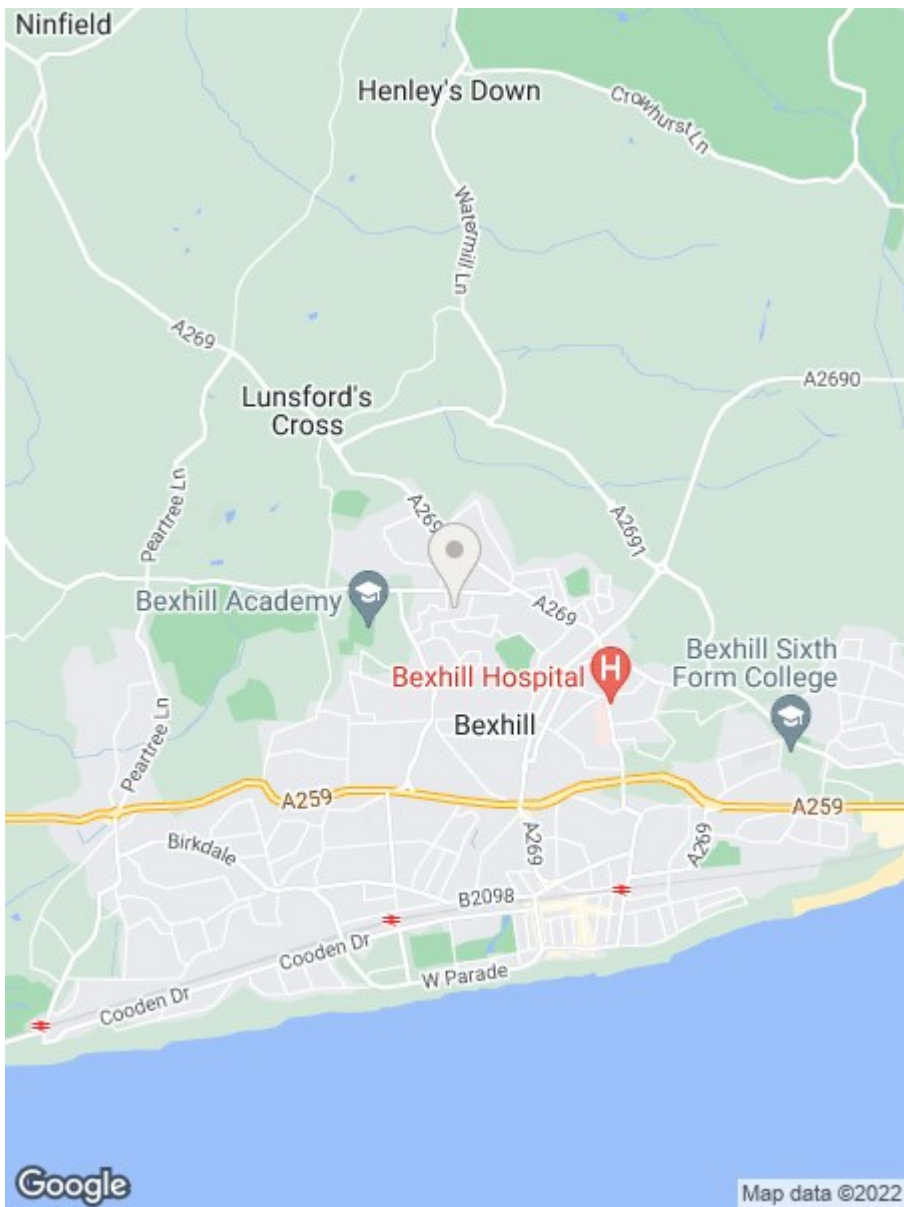 Ninfield
Henley's Down
Crowhurst Ln
Watermill Ln
A269
A2690
Lunsford's
Cross
Peartree Ln
A269
A2691
Bexhill Academy
A269
Bexhill Sixth
Form College
Bexhill Hospital
H
Bexhill
Peartree Ln
A259
A259
Birkdale
A269
A269
B2098
Cooden Dr
W Parade
Cooden Dr
Google
Map data ©2022